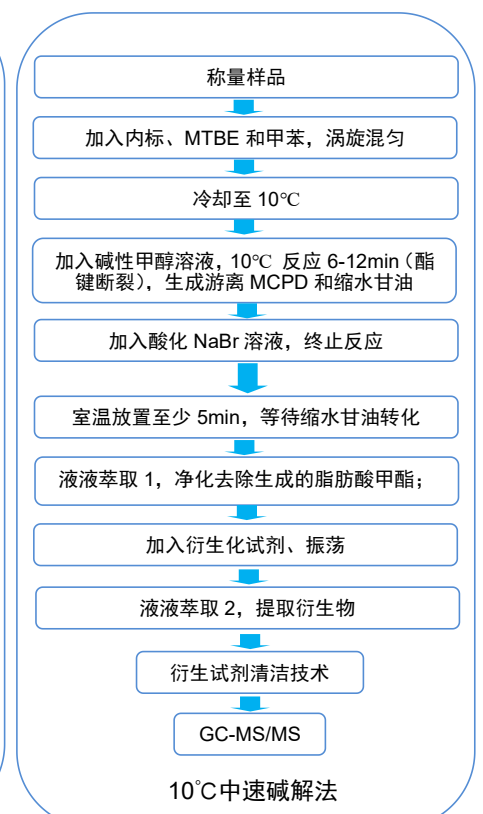 称量样品
加入内标、MTBE 和甲苯，涡旋混匀
冷却至 10℃
加入碱性甲醇溶液，10℃ 反应 6-12min（酯
键断裂），生成游离 MCPD 和缩水甘油
加入酸化 NaBr 溶液，终止反应
室温放置至少 5min，等待缩水甘油转化
液液萃取 1，净化去除生成的脂肪酸甲酯；
加入衍生化试剂、振荡
液液萃取 2，提取衍生物
衍生试剂清洁技术
GC-MS/MS
10℃中速碱解法